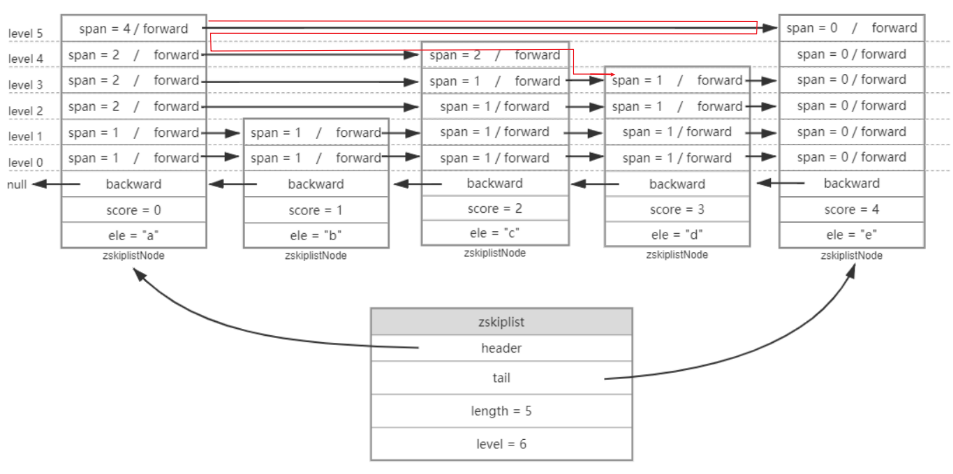 level 5 span = 4 / forward span = 0 / forward
level 4 span = 2 / forward span = 2 / forward span = 0 / forward
level 3 span = 2 / forward span = 1 / forward span = 1 / forward span = 0 / forward
level 2 span = 2 / forward span = 1 / forward span = 1 / forward span = 0 / forward
level 1 span = 1 / forward span = 1 / forward span = 1 / forward span = 1 / forward span = 0 / forward
level 0 span = 1 / forward span = 1 / forward span = 1 / forward span = 1 / forward span = 0 / forward
null backward backward backward backward backward
score = 0 score = 1 score = 2 score = 3 score = 4
ele = "a" ele = "b" ele = "c" ele = "d" ele = "e"
zskiplistNode zskiplistNode zskiplistNode zskiplistNode zskiplistNode
zskiplist
header
tail
length = 5
level = 6